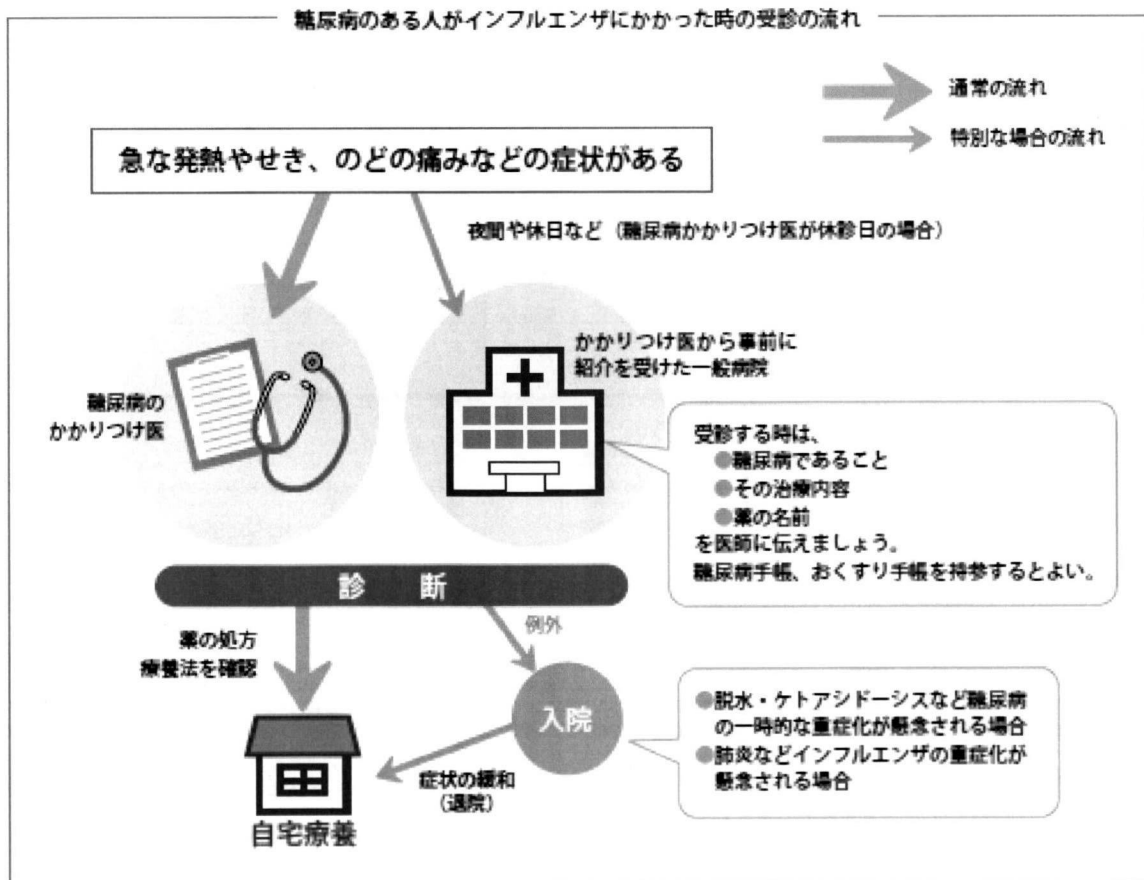 糖尿病のある人がインフルエンザにかかった時の受診の流れ
通常の流れ
特別な場合の流れ
急な発熱やせき、のどの痛みなどの症状がある
夜間や休日など（糖尿病かかりつけ医が休診日の場合）
かかりつけ医から事前に
紹介を受けた一般病院
糖尿病の
かかりつけ医
受診する時は、
●糖尿病であること
●その治療内容
●薬の名前
を医師に伝えましょう。
糖尿病手帳、おくすり手帳を持参するとよい。
診　断
薬の処方
療養法を確認
例外
入院
●脱水・ケトアシドーシスなど糖尿病
の一時的な重症化が懸念される場合
●肺炎などインフルエンザの重症化が
懸念される場合
症状の緩和
（退院）
自宅療養